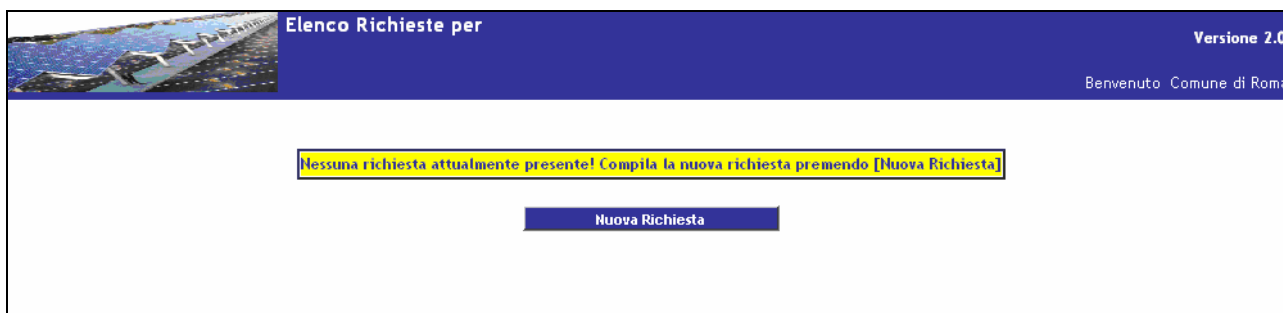 Elenco Richieste per
Versione 2.0
Benvenuto Comune di Roma
Nessuna richiesta attualmente presente! Compila la nuova richiesta premendo [Nuova Richiesta]
Nuova Richiesta